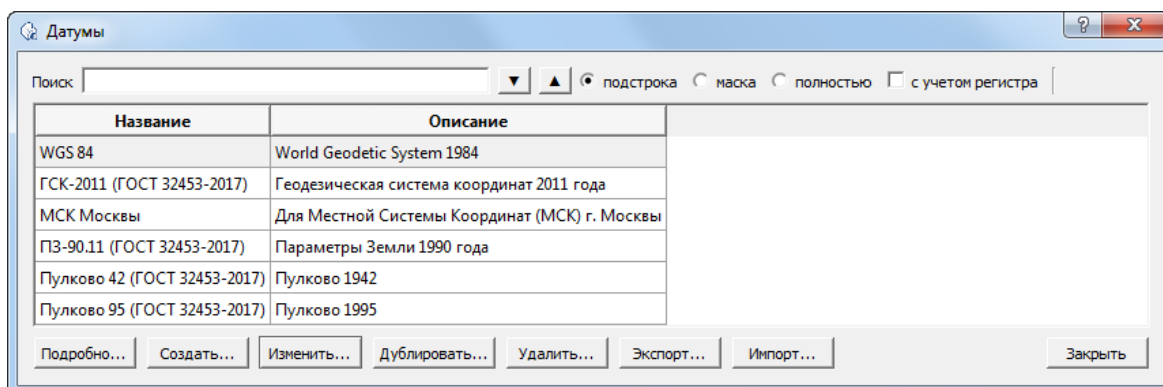 Датумы
Поиск подстрока маска полностью с учетом регистра
Название Описание
WGS 84 World Geodetic System 1984
ГСК-2011 (ГОСТ 32453-2017) Геодезическая система координат 2011 года
МСК Москвы Для Местной Системы Координат (МСК) г. Москвы
ПЗ-90.11 (ГОСТ 32453-2017) Параметры Земли 1990 года
Пулково 42 (ГОСТ 32453-2017) Пулково 1942
Пулково 95 (ГОСТ 32453-2017) Пулково 1995
Подробно... Создать... Изменить... Дублировать... Удалить... Экспорт... Импорт... Закрыть